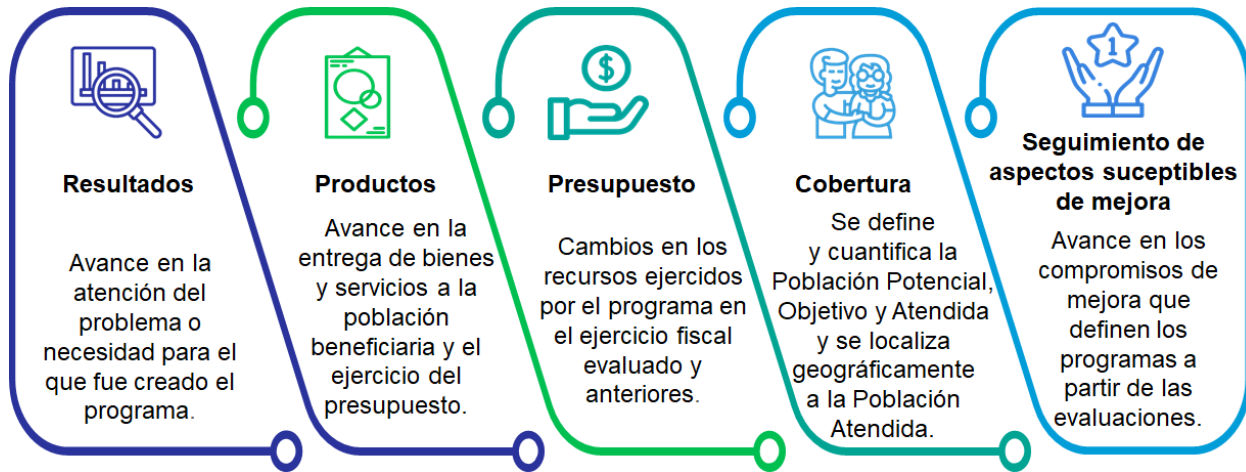 Resultados
Avance en la
atención del
problema o
necesidad para el
que fue creado el
programa.
Productos
Avance en la
entrega de bienes
y servicios a la
población
beneficiaria y el
ejercicio del
presupuesto.
$
Presupuesto
Cambios en los
recursos ejercidos
por el programa en
el ejercicio fiscal
evaluado y
anteriores.
Cobertura
Se define
y cuantifica la
Población Potencial,
Objetivo y Atendida
y se localiza
geográficamente
a la Población
Atendida.
1
Seguimiento de
aspectos suceptibles
de mejora
Avance en los
compromisos de
mejora que
definen los
programas a
partir de las
evaluaciones.